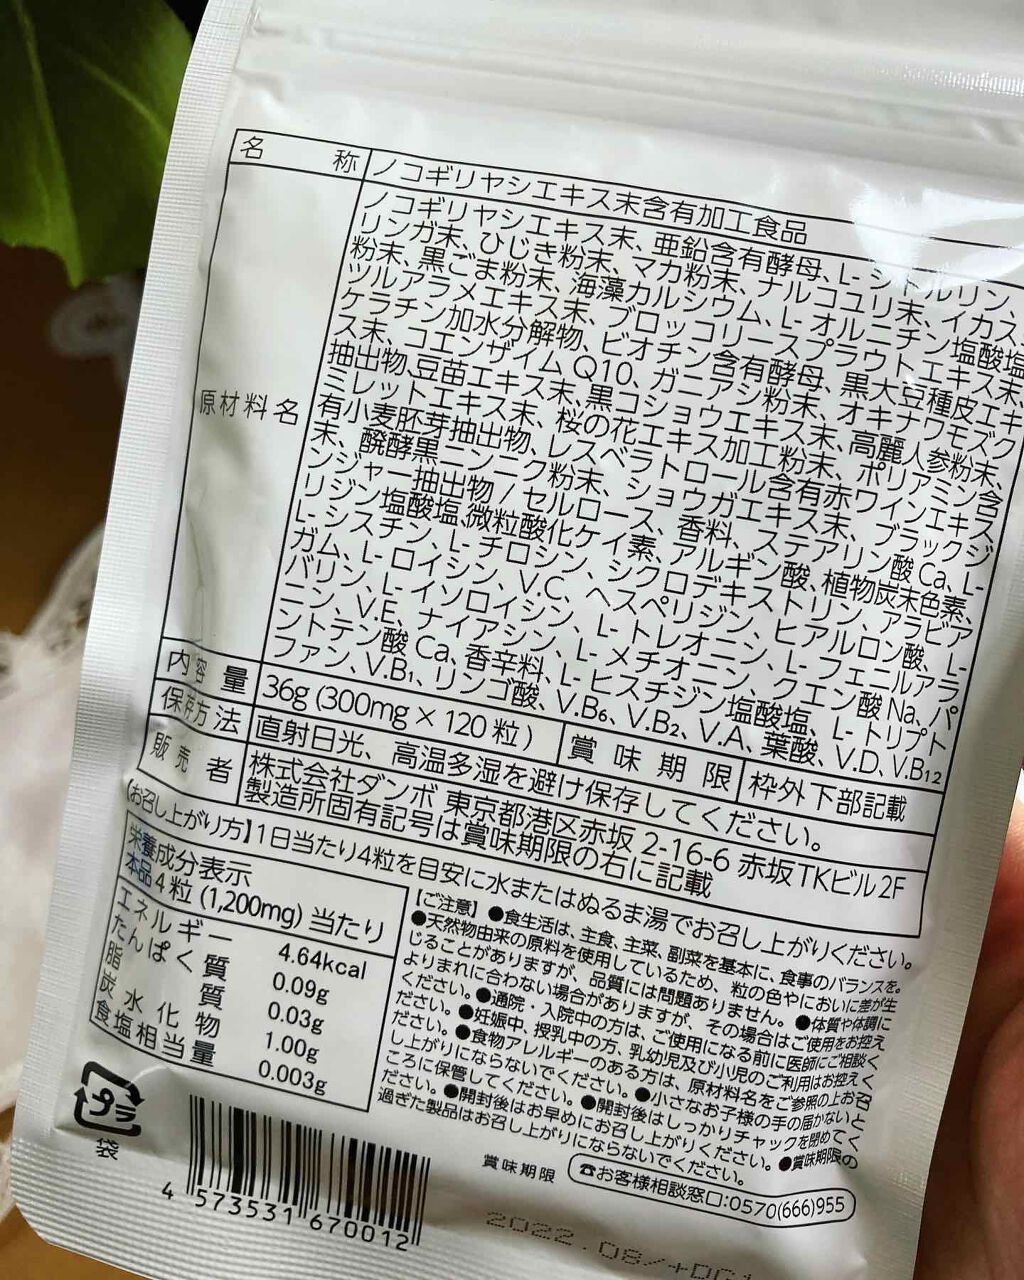 名称 ノコギリヤシエキス末含有加工食品
原材料名
ノコギリヤシエキス末、亜鉛含有酵母、L-シトルリン、
リンガ末、ひじき粉末、マカ粉末、ナルコユリ末、イカス
粉末、黒ごま粉末、海藻カルシウム、L-オルニチン塩酸塩
ツルアラメエキス末、ブロッコリースプラウトエキス末
ケラチン加水分解物、ビオチン含有酵母、黒大豆種皮エキ
ス末、コエンザイムQ10、ガニアシ粉末、オキナワモズク
抽出物、豆苗エキス末、黒コショウエキス末、高麗人参粉末、
ミレットエキス末、桜の花エキス加工粉末、ポリアミン含
有小麦胚芽抽出物、レスベラトロール含有赤ワインエキス
末、醗酵黒ニンニク粉末、ショウガエキス末、ブラックジ
ンジャー抽出物/セルロース、香料、ステアリン酸Ca、L-
リジン塩酸塩、微粒酸化ケイ素、アルギン酸、植物炭末色素、
L-シスチン、L-チロシン、シクロデキストリン、アラビア
ガム、L-ロイシン、V.C、ヘスペリジン、ヒアルロン酸、L-
バリン、L-イソロイシン、L-トレオニン、L-フェニルアラ
ニン、V.E、ナイアシン、L-メチオニン、クエン酸Na、パ
ントテン酸Ca、香辛料、L-ヒスチジン塩酸塩、L-トリプト
ファン、V.B1、リンゴ酸、V.B6、V.B2、V.A、葉酸、V.D、V.B12
内容量 36g (300mg×120粒) 賞味期限 枠外下部記載
保存方法 直射日光、高温多湿を避け保存してください。
販売者 株式会社ダンボ 東京都港区赤坂2-16-6 赤坂TKビル2F
製造所固有記号は賞味期限の右に記載
【お召し上がり方】1日当たり4粒を目安に水またはぬるま湯でお召し上がりください。
栄養成分表示
本品4粒(1,200mg)当たり
エネルギー 4.64kcal
たんぱく質 0.09g
脂質 0.03g
炭水化物 1.00g
食塩相当量 0.003g
【ご注意】●食生活は、主食、主菜、副菜を基本に、食事のバランスを。
●天然物由来の原料を使用しているため、粒の色やにおいに差が生
じることがありますが、品質には問題ありません。●体質や体調に
よりまれに合わない場合がありますが、その場合はご使用をお控え
ください。●通院・入院中の方は、ご使用になる前に医師にご相談く
ださい。●妊娠中、授乳中の方、乳幼児及び小児のご利用はお控えく
ださい。●食物アレルギーのある方は、原材料名をご参照の上お召
し上がりにならないでください。●小さなお子様の手の届かないと
ころに保管してください。●開封後はしっかりチャックを閉めてく
ださい。●開封後はお早めにお召し上がりください。●賞味期限の
過ぎた製品はお召し上がりにならないでください。
プラ
袋
賞味期限
☎お客様相談窓口:0570(666)955
4 573531 670012
2022.08/+DG1